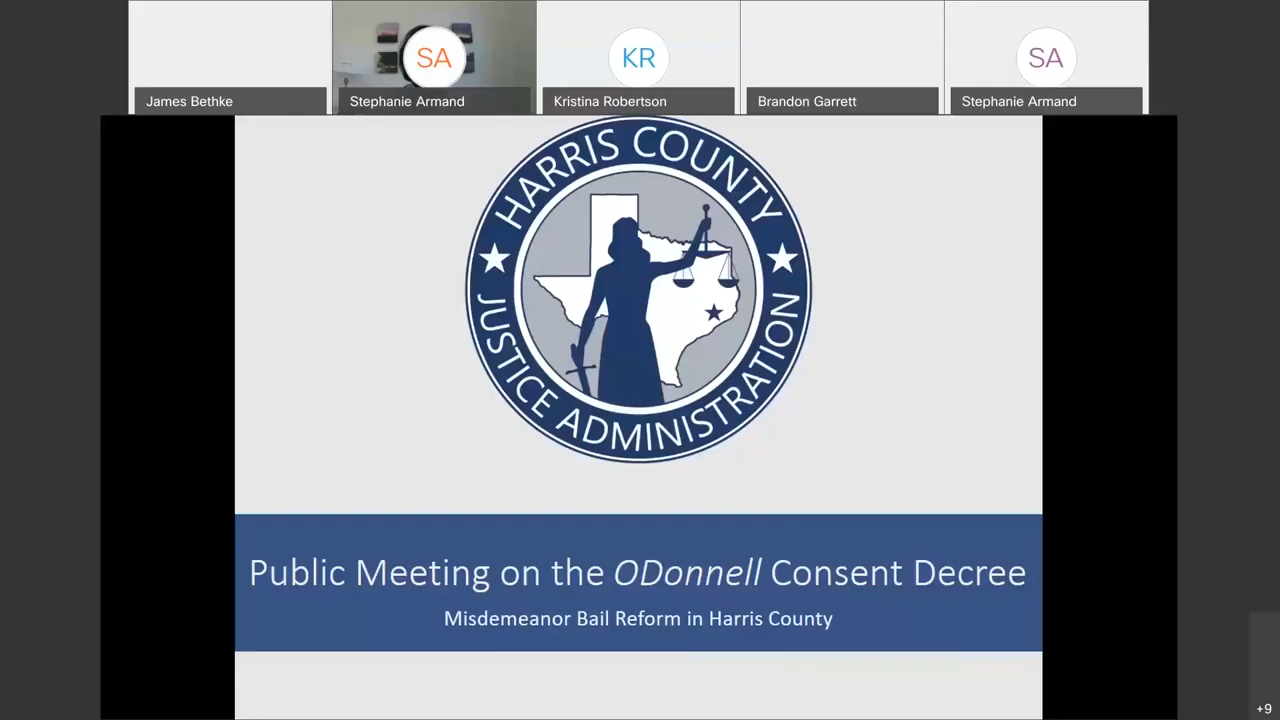 SA
KR
SA
James Bethke
Stephanie Armand
Kristina Robertson
Brandon Garrett
Stephanie Armand
HARRIS COUNTY
JUSTICE ADMINISTRATION
Public Meeting on the ODonnell Consent Decree
Misdemeanor Bail Reform in Harris County
+9